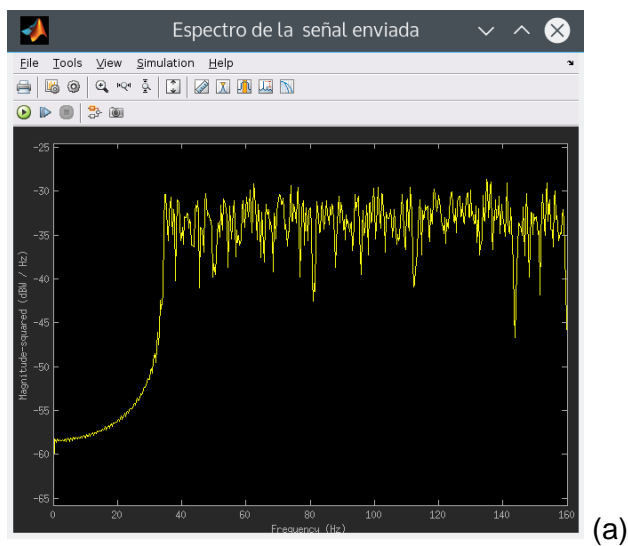 Espectro de la señal enviada
File Tools View Simulation Help
-25
-30
-35
-40
-45
-50
-55
-60
-65
Magnitude-squared (dBW / Hz)
0 20 40 60 80 100 120 140 160
Frequency (Hz)
(a)